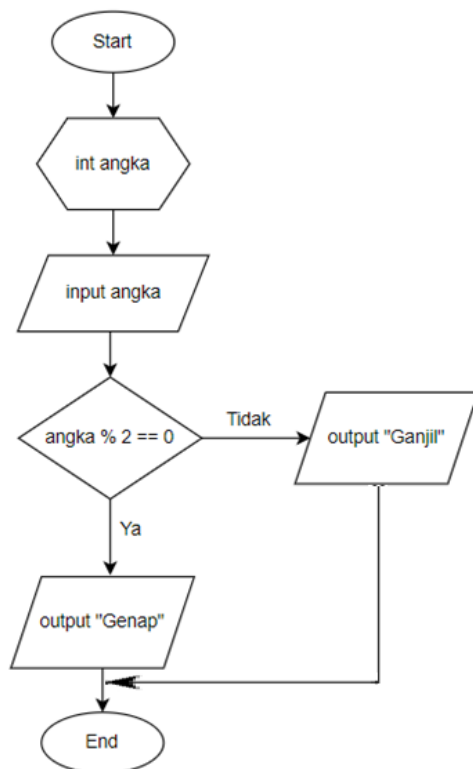 Start
int angka
input angka
angka % 2 == 0
Tidak
output "Ganjil"
Ya
output "Genap"
End